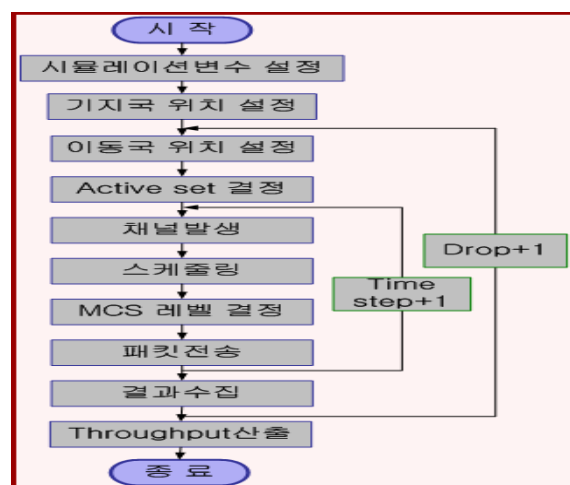 시 작
시뮬레이션변수 설정
기지국 위치 설정
이동국 위치 설정
Active set 결정
채널발생
스케줄링
MCS 레벨 결정
패킷전송
결과수집
Throughput산출
종 료
Time
step+1
Drop+1